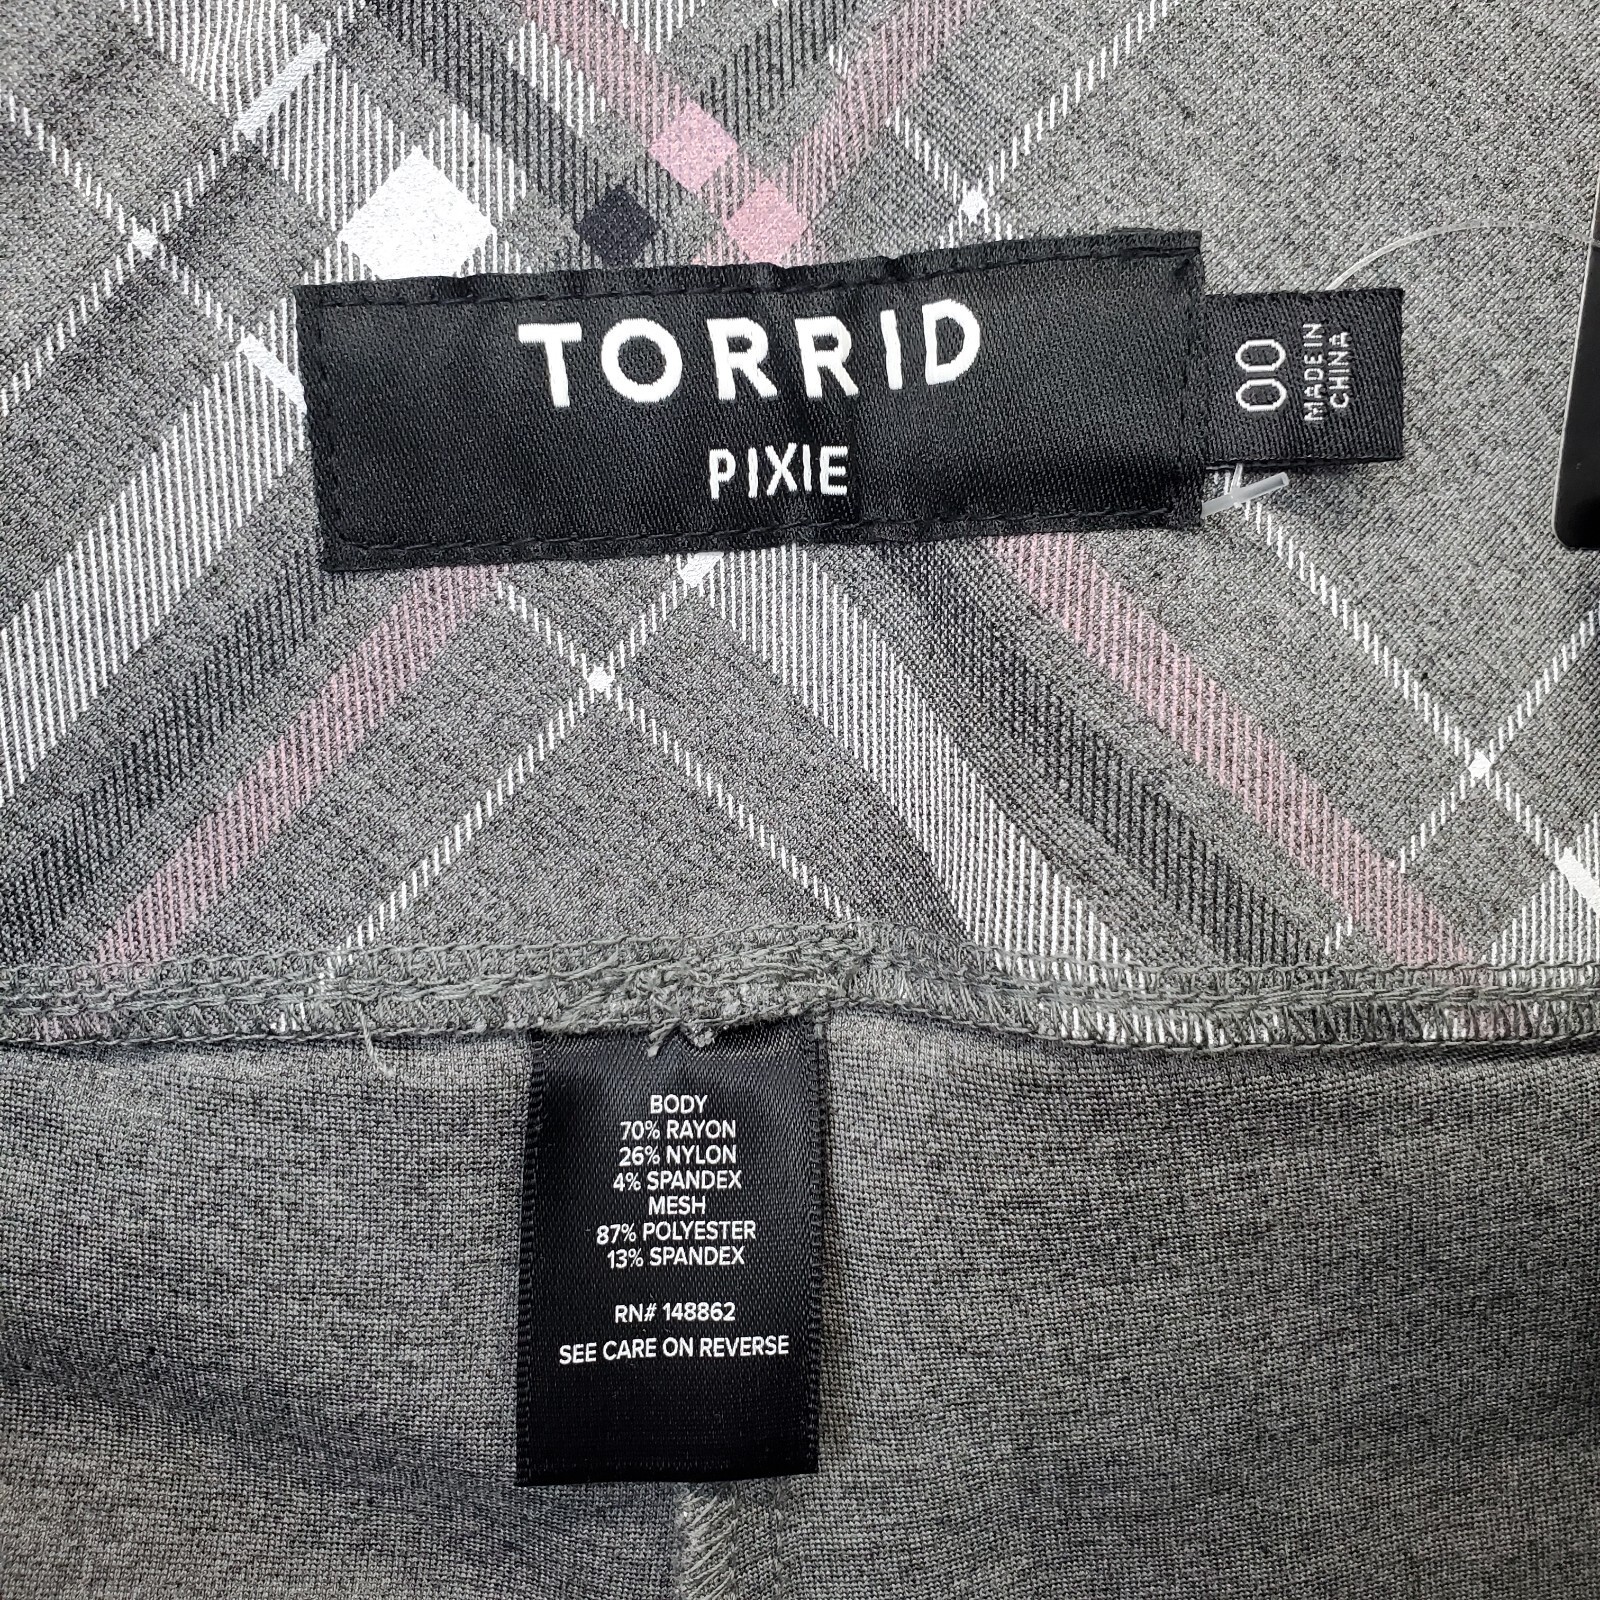 TORRID
PIXIE
00
MADE IN
CHINA
BODY
70% RAYON
26% NYLON
4% SPANDEX
MESH
87% POLYESTER
13% SPANDEX
RN# 148862
SEE CARE ON REVERSE